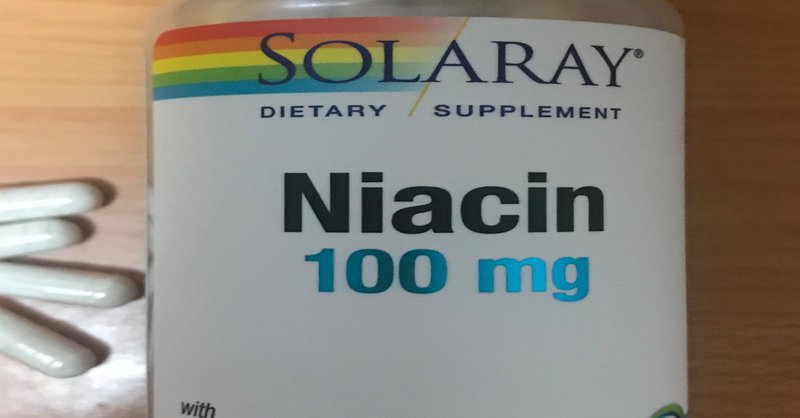 SOLARAY®
DIETARY SUPPLEMENT
Niacin
100 mg
with